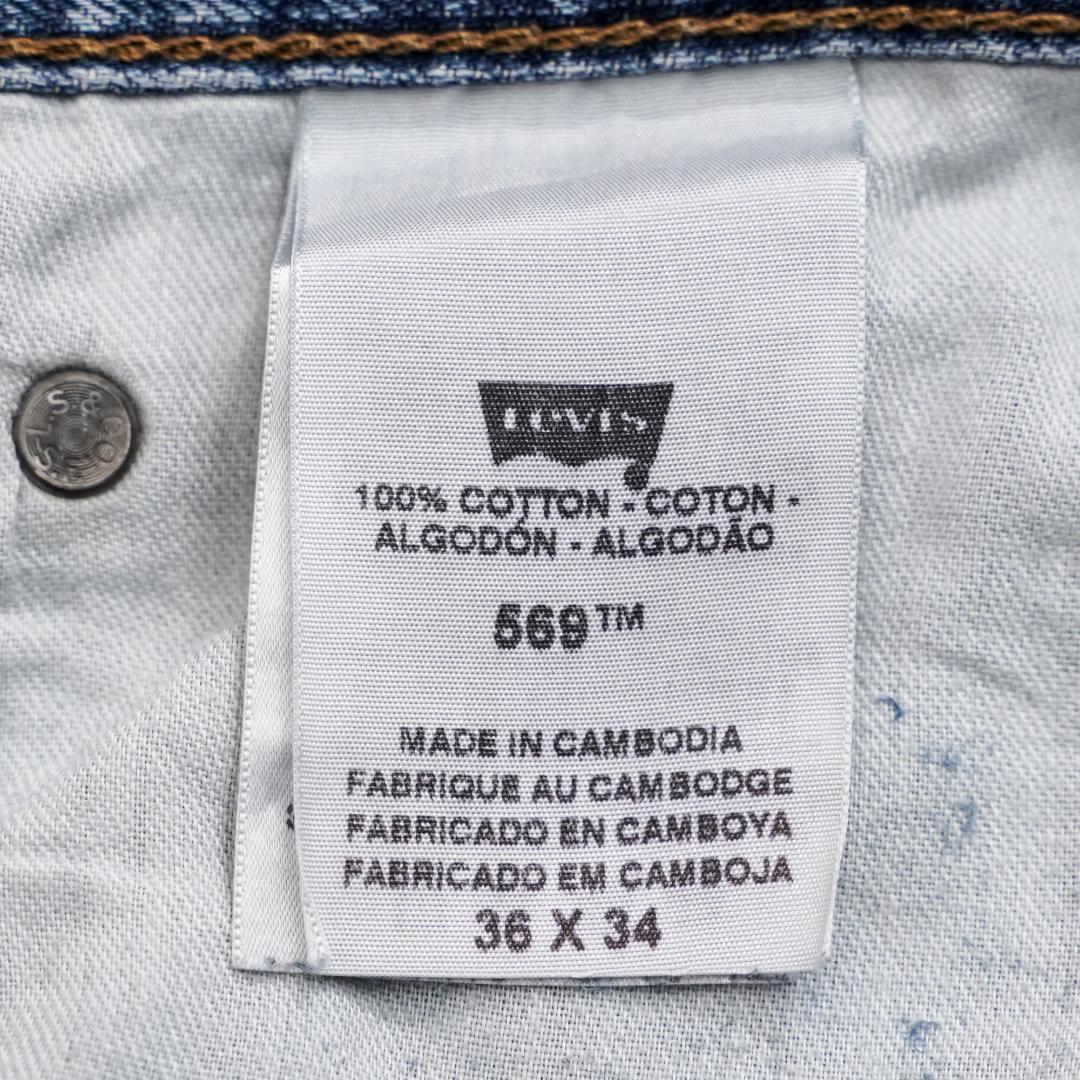 LEVI'S
100% COTTON - COTON -
ALGODÓN - ALGODÃO
569™
MADE IN CAMBODIA
FABRIQUE AU CAMBODGE
FABRICADO EN CAMBOYA
FABRICADO EM CAMBOJA
36 X 34
L S & CO